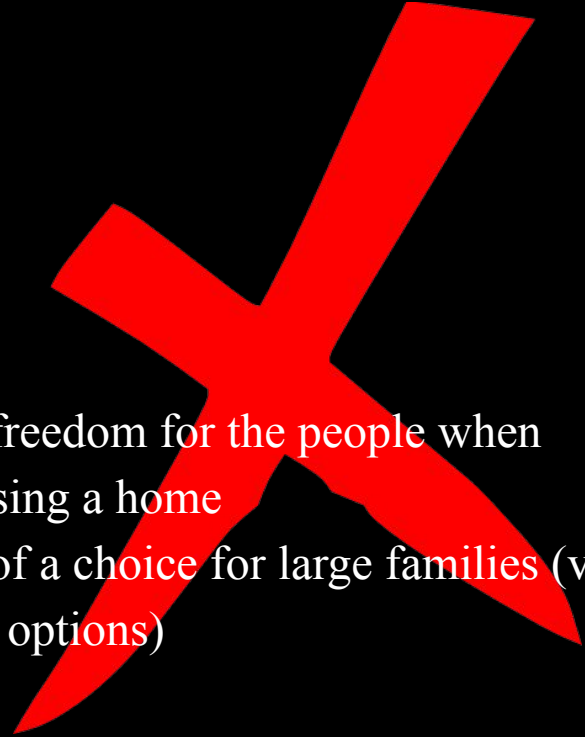 freedom for the people when
sing a home
of a choice for large families (v
options)